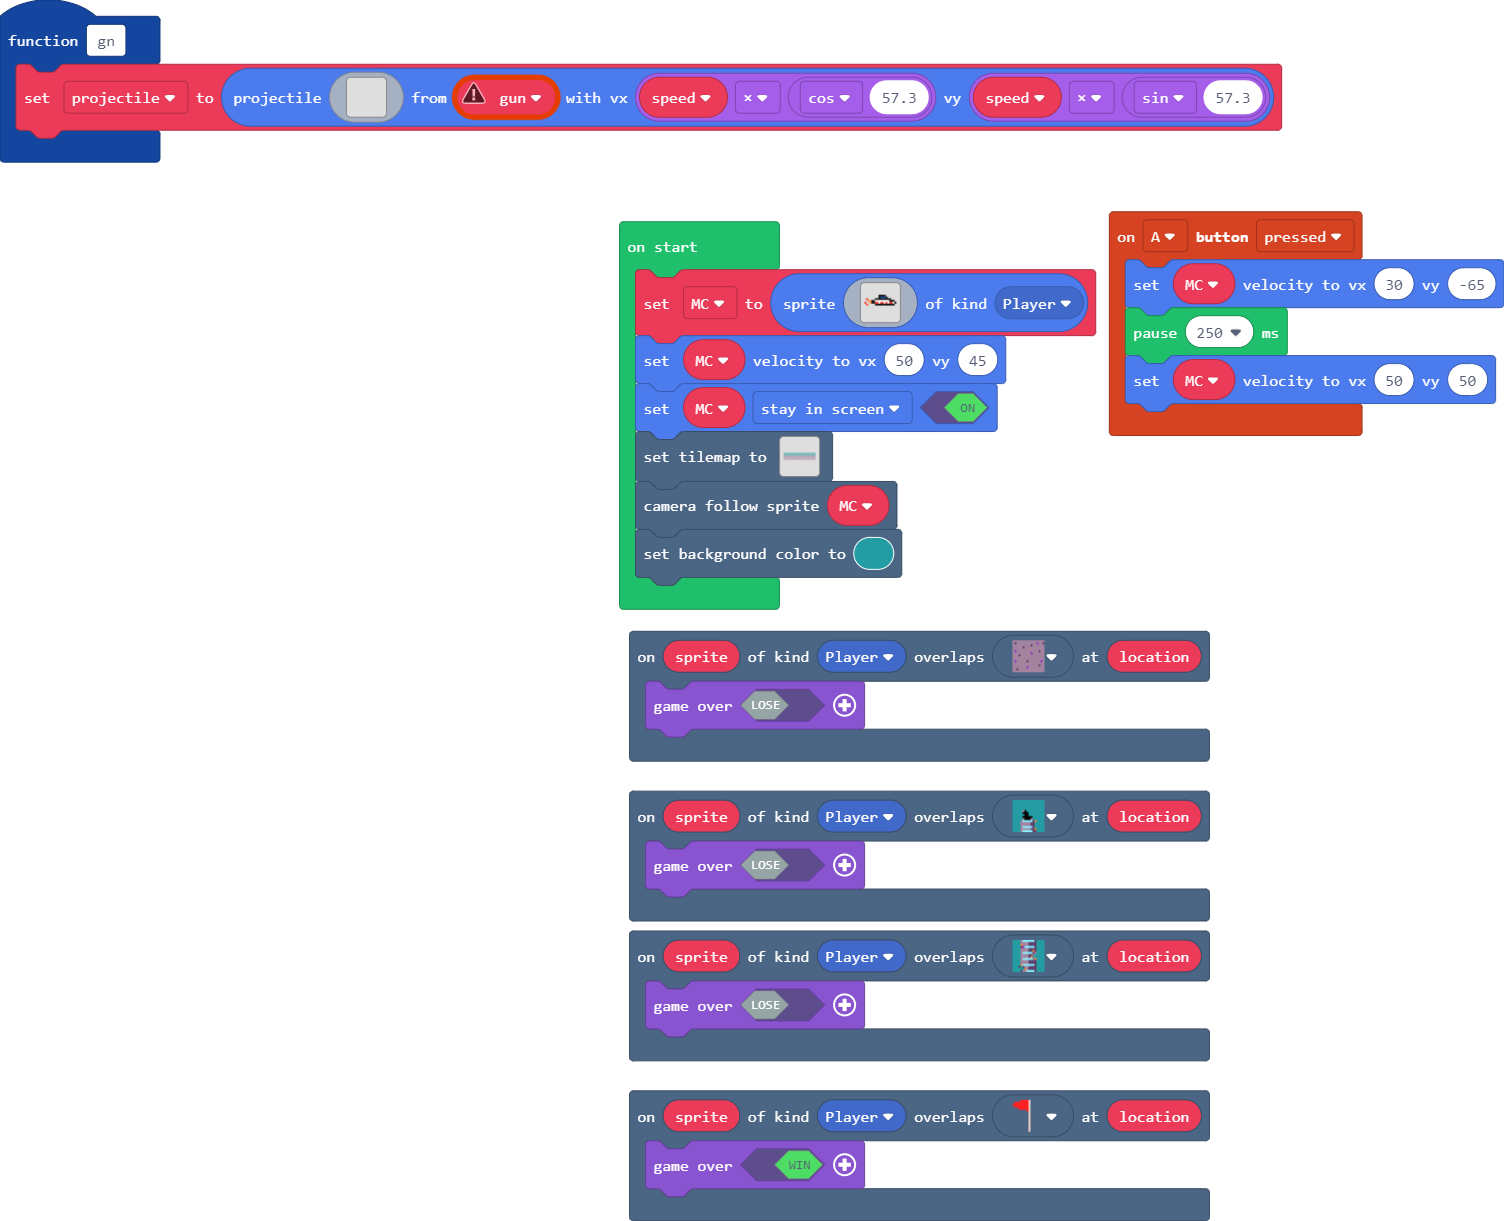 function gn
set projectile to projectile from gun with vx speed × cos 57.3 vy speed × sin 57.3
on start
set MC to sprite of kind Player
set MC velocity to vx 50 vy 45
set MC stay in screen ON
set tilemap to
camera follow sprite MC
set background color to
on A button pressed
set MC velocity to vx 30 vy -65
pause 250 ms
set MC velocity to vx 50 vy 50
on sprite of kind Player overlaps at location
game over LOSE
on sprite of kind Player overlaps at location
game over LOSE
on sprite of kind Player overlaps at location
game over LOSE
on sprite of kind Player overlaps at location
game over WIN